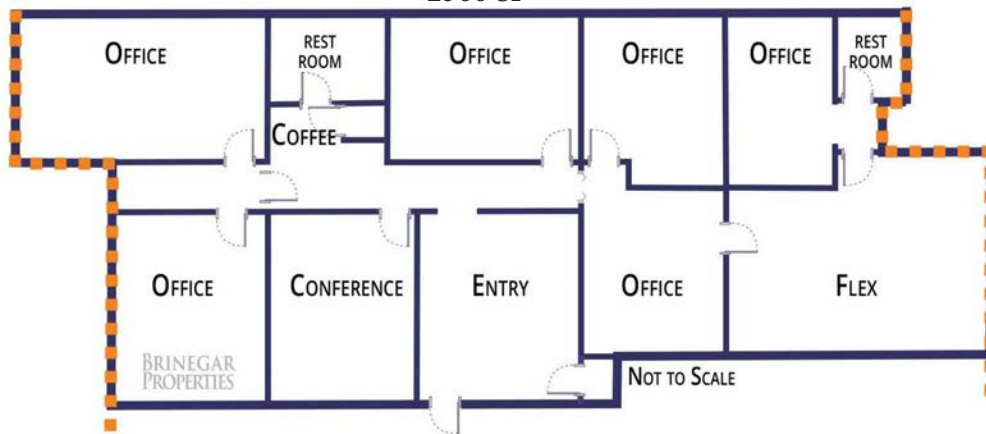 OFFICE
REST
ROOM
OFFICE
OFFICE
OFFICE
REST
ROOM
COFFEE
OFFICE
CONFERENCE
ENTRY
OFFICE
FLEX
BRINEGAR
PROPERTIES
NOT TO SCALE